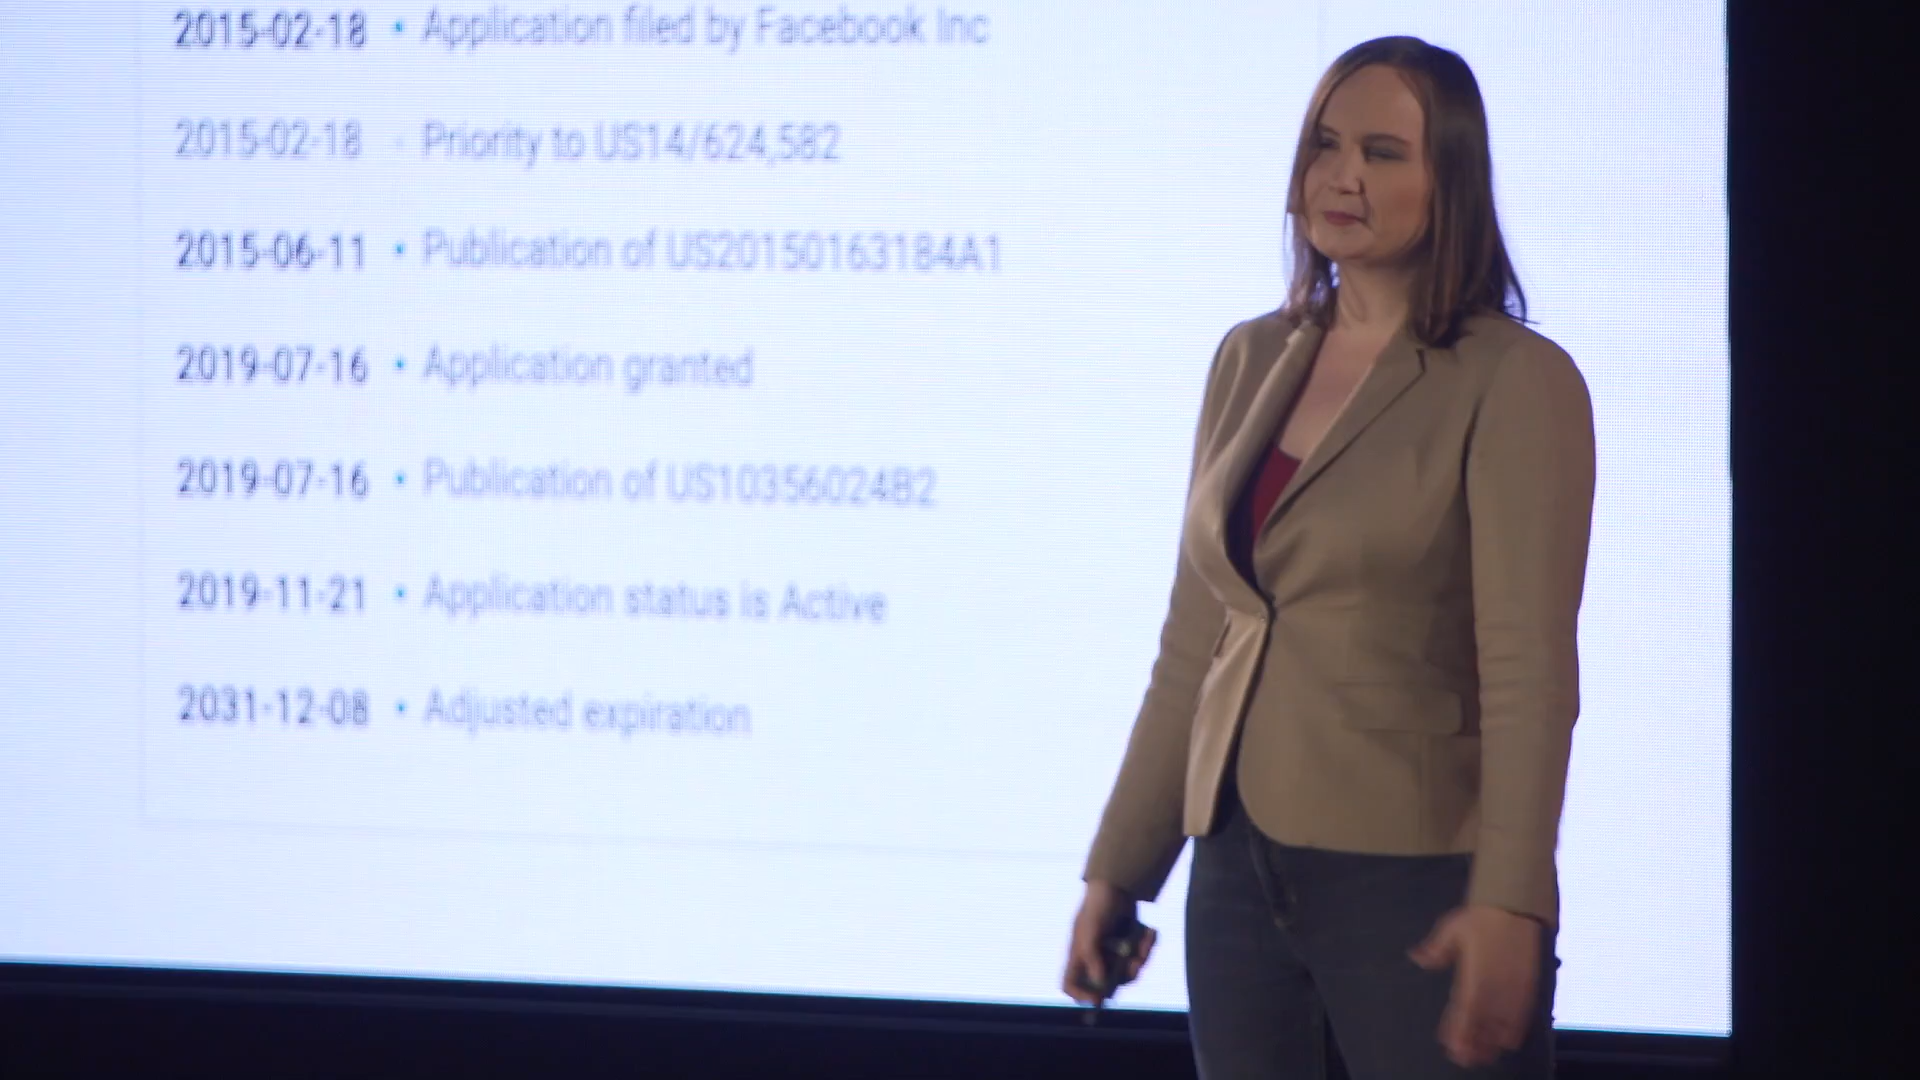 2015-02-18 • Application filed by Facebook Inc
2015-02-18 • Priority to US14/624,582
2015-06-11 • Publication of US20150163184A1
2019-07-16 • Application granted
2019-07-16 • Publication of US10356024B2
2019-11-21 • Application status is Active
2031-12-08 • Adjusted expiration